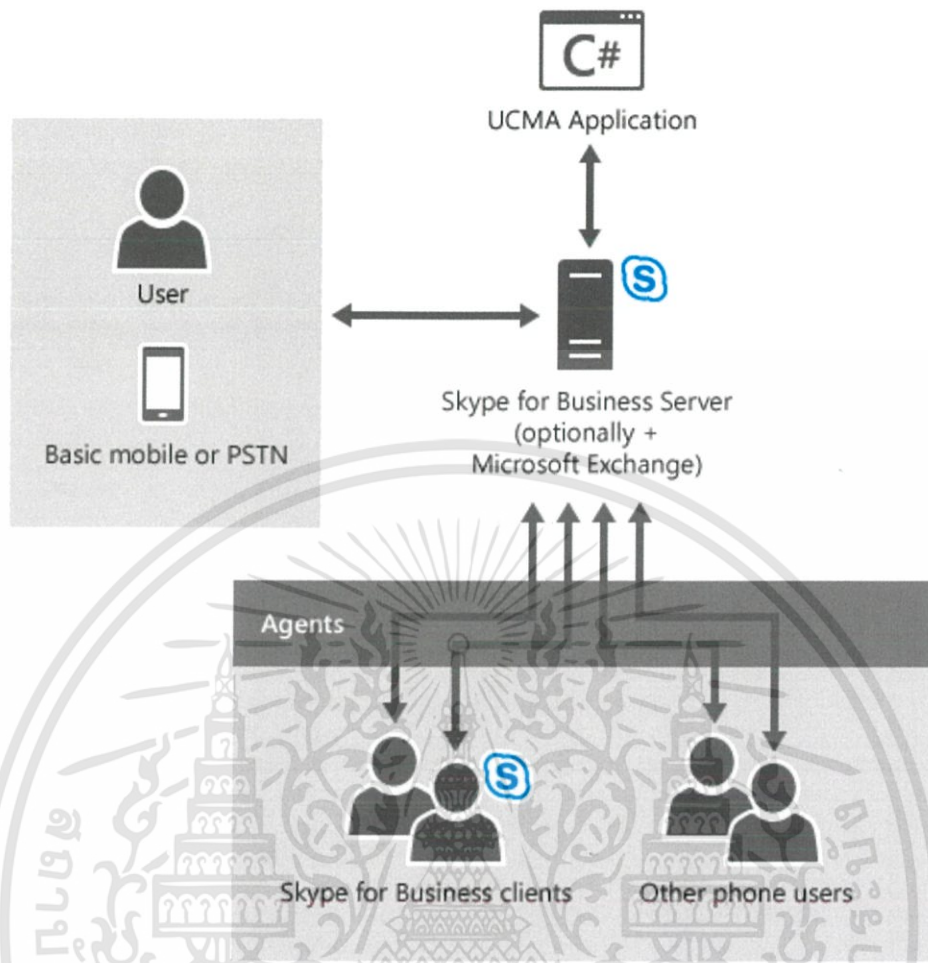 C#
UCMA Application
User
S
Basic mobile or PSTN
Skype for Business Server
(optionally +
Microsoft Exchange)
Agents
S
Skype for Business clients
Other phone users